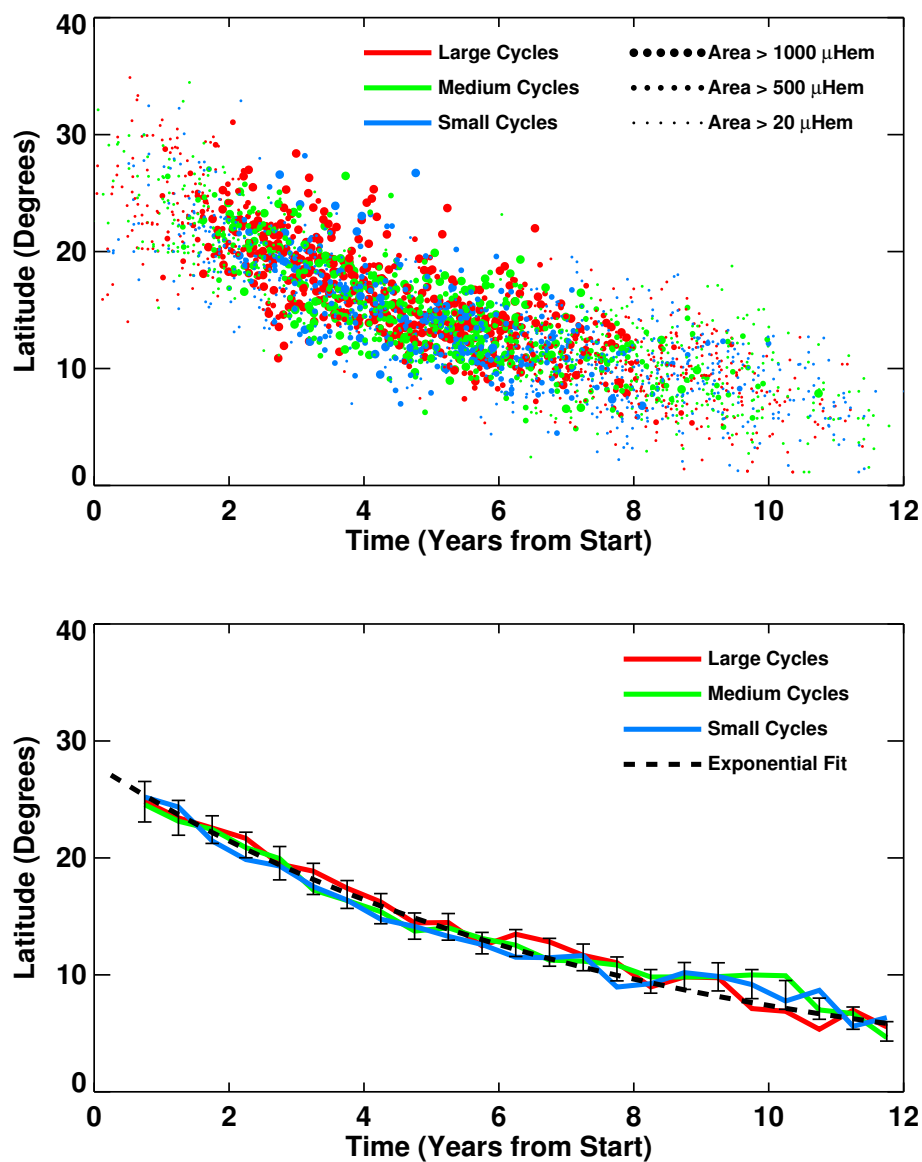 40
Large Cycles
Area > 1000 μHem
Medium Cycles
Area > 500 μHem
Small Cycles
Area > 20 μHem
30
20
10
0
Latitude (Degrees)
0 2 4 6 8 10 12
Time (Years from Start)
40
Large Cycles
Medium Cycles
Small Cycles
Exponential Fit
30
20
10
0
Latitude (Degrees)
0 2 4 6 8 10 12
Time (Years from Start)